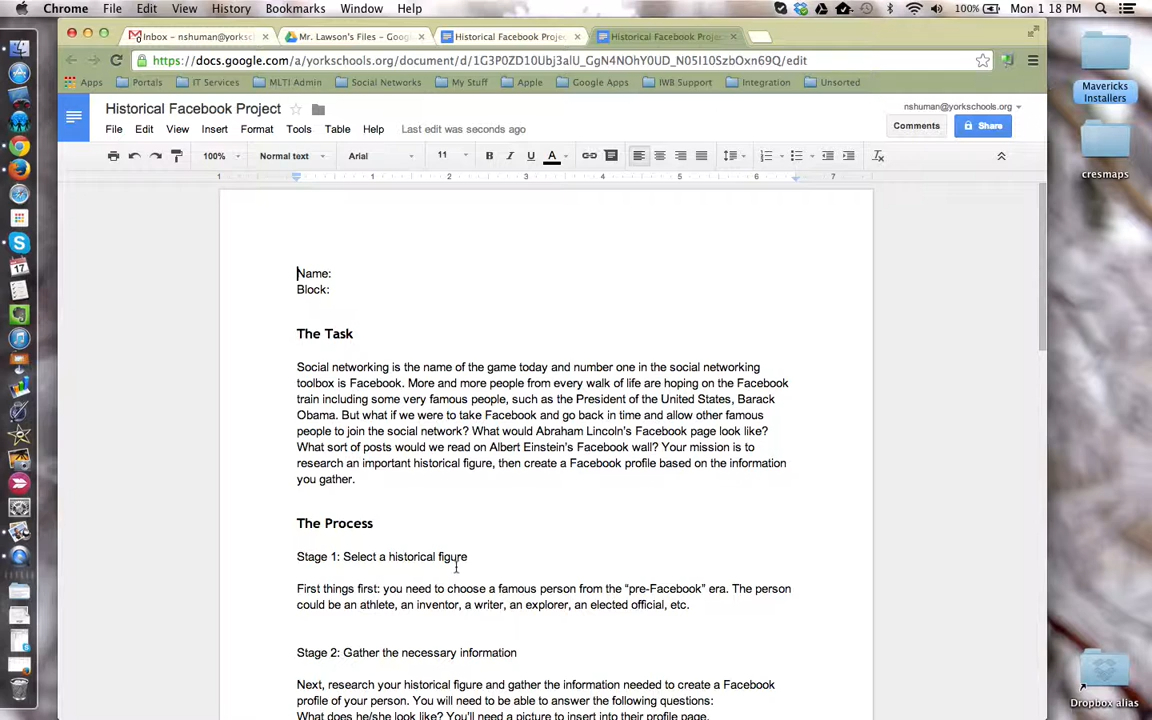 Chrome File Edit View History Bookmarks Window Help 100% Mon 1:18 PM
Inbox – nshuman@yorksc Mr. Lawson's Files – Goog Historical Facebook Projec Historical Facebook Projec
https://docs.google.com/a/yorkschools.org/document/d/1G3P0ZD10Ubj3alU_GgN4NOhY0UD_N05I10SzbOxn69Q/edit
Apps Portals IT Services MLTI Admin Social Networks My Stuff Apple Google Apps IWB Support Integration Unsorted
Historical Facebook Project
nshuman@yorkschools.org
File Edit View Insert Format Tools Table Help Last edit was seconds ago
Comments Share
100% Normal text Arial 11 B I U A
1 1 2 3 4 5 6 7
Name:
Block:
The Task
Social networking is the name of the game today and number one in the social networking
toolbox is Facebook. More and more people from every walk of life are hoping on the Facebook
train including some very famous people, such as the President of the United States, Barack
Obama. But what if we were to take Facebook and go back in time and allow other famous
people to join the social network? What would Abraham Lincoln's Facebook page look like?
What sort of posts would we read on Albert Einstein's Facebook wall? Your mission is to
research an important historical figure, then create a Facebook profile based on the information
you gather.
The Process
Stage 1: Select a historical figure
First things first: you need to choose a famous person from the “pre-Facebook” era. The person
could be an athlete, an inventor, a writer, an explorer, an elected official, etc.
Stage 2: Gather the necessary information
Next, research your historical figure and gather the information needed to create a Facebook
profile of your person. You will need to be able to answer the following questions:
What does he/she look like? You'll need a picture to insert into their profile page.
Mavericks
Installers
cresmaps
Dropbox alias
17